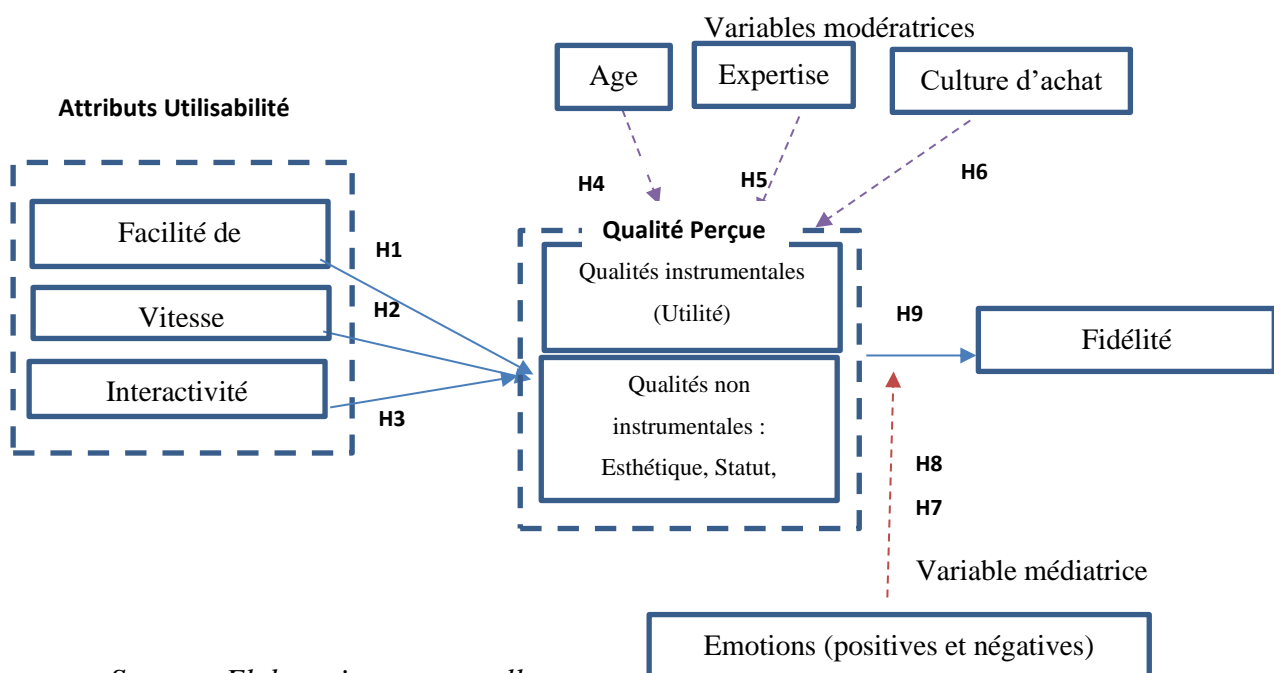 Variables modératrices
Age
Expertise
Culture d'achat
Attributs Utilisabilité
H4
H5
H6
Facilité de
Vitesse
Interactivité
H1
H2
H3
Qualité Perçue
Qualités instrumentales
(Utilité)
Qualités non
instrumentales :
Esthétique, Statut,
H9
Fidélité
H8
H7
Variable médiatrice
Emotions (positives et négatives)